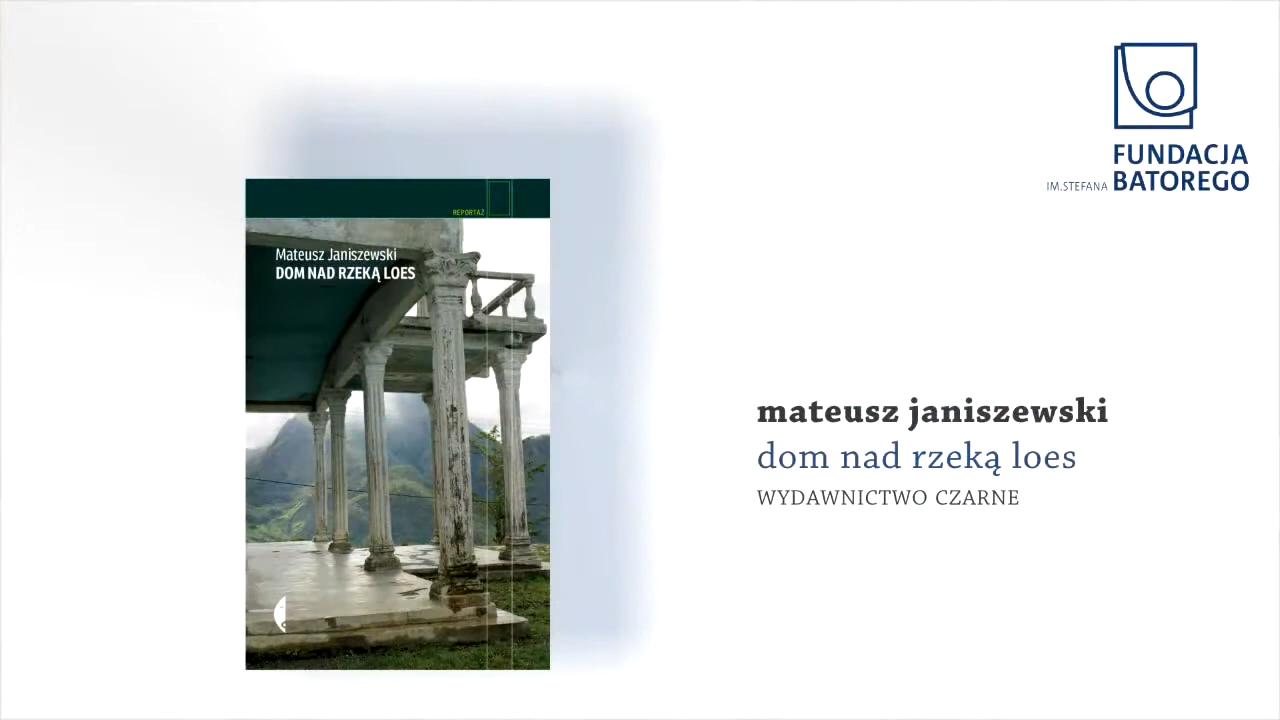 FUNDACJA
IM.STEFANA BATOREGO
REPORTAŻ
Mateusz Janiszewski
DOM NAD RZEKĄ LOES
mateusz janiszewski
dom nad rzeką loes
WYDAWNICTWO CZARNE